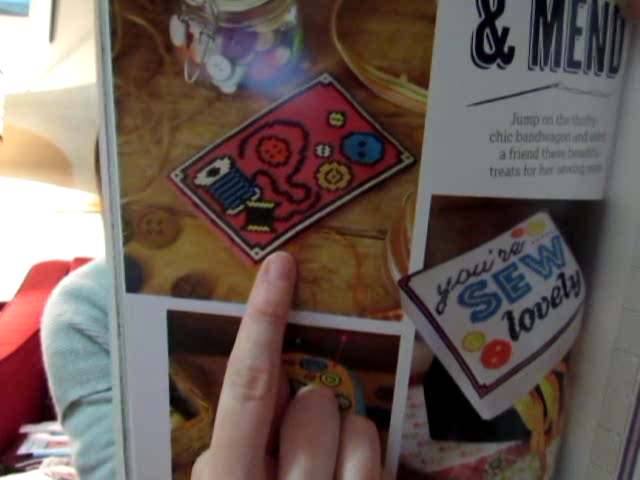 & MEND
Jump on the thrifty-
chic bandwagon and
a friend these beautiful
treats for her sewing
you're
SEW
lovely